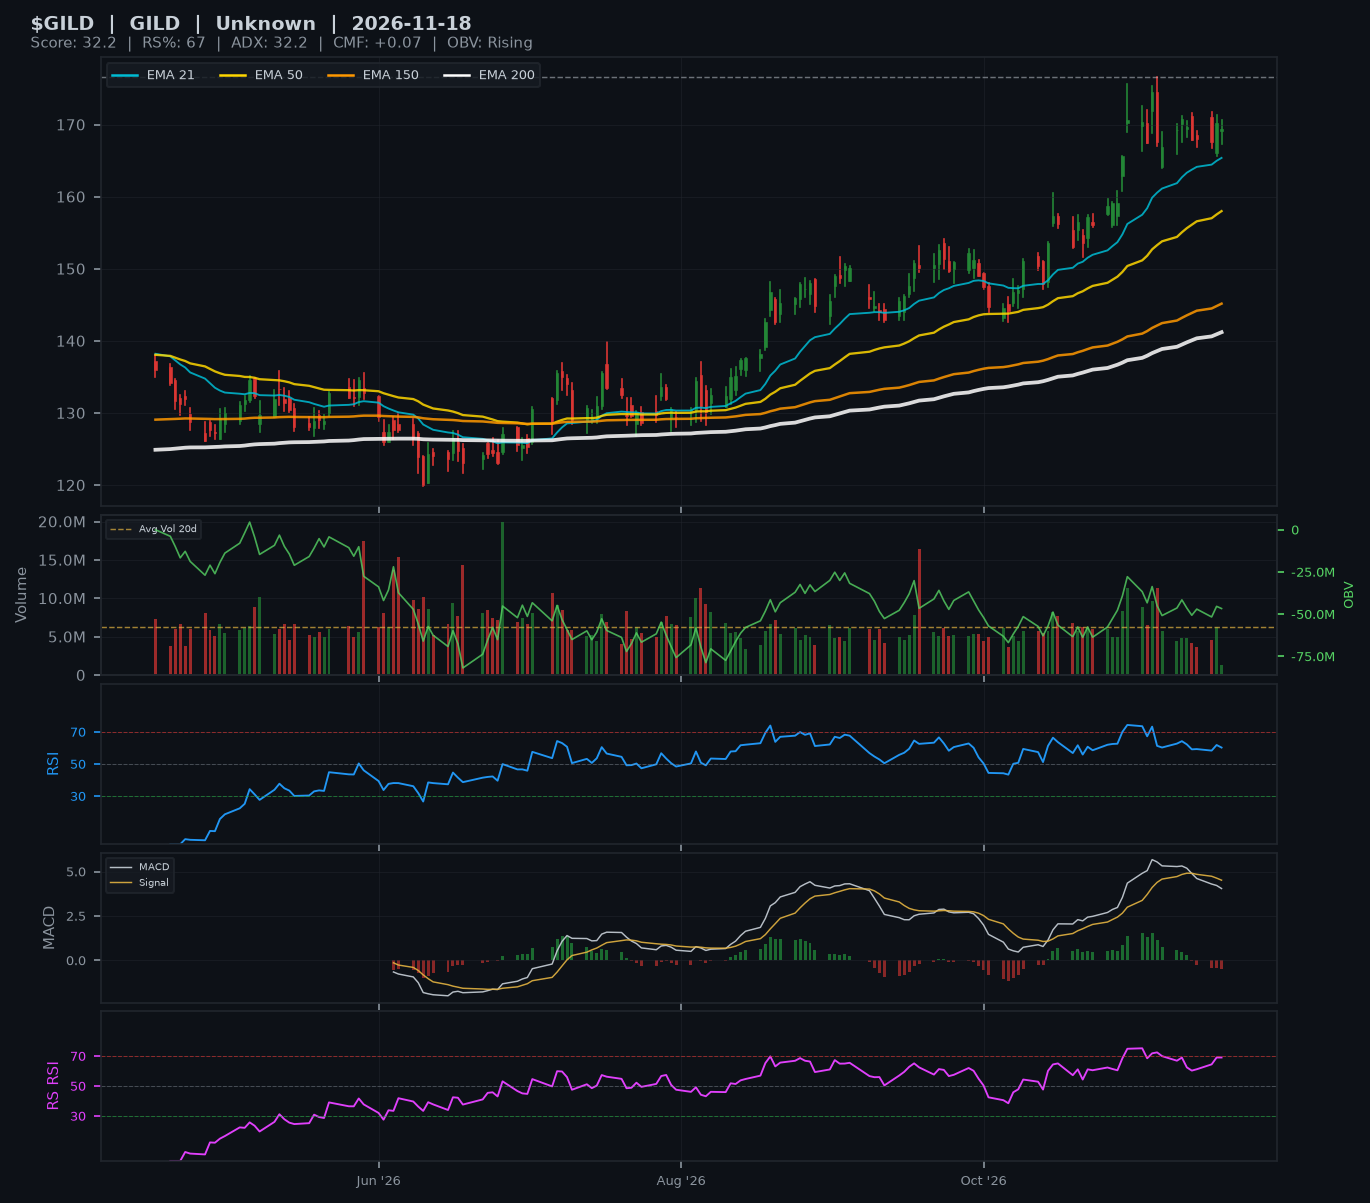 $GILD | GILD | Unknown | 2026-11-18
Score: 32.2 | RS%: 67 | ADX: 32.2 | CMF: +0.07 | OBV: Rising
EMA 21 EMA 50 EMA 150 EMA 200
170
160
150
140
130
120
20.0M
15.0M
10.0M
5.0M
0
Volume
Avg Vol 20d
0
-25.0M
-50.0M
-75.0M
OBV
70
50
30
RSI
MACD
Signal
5.0
2.5
0.0
MACD
70
50
30
RS RSI
Jun '26 Aug '26 Oct '26